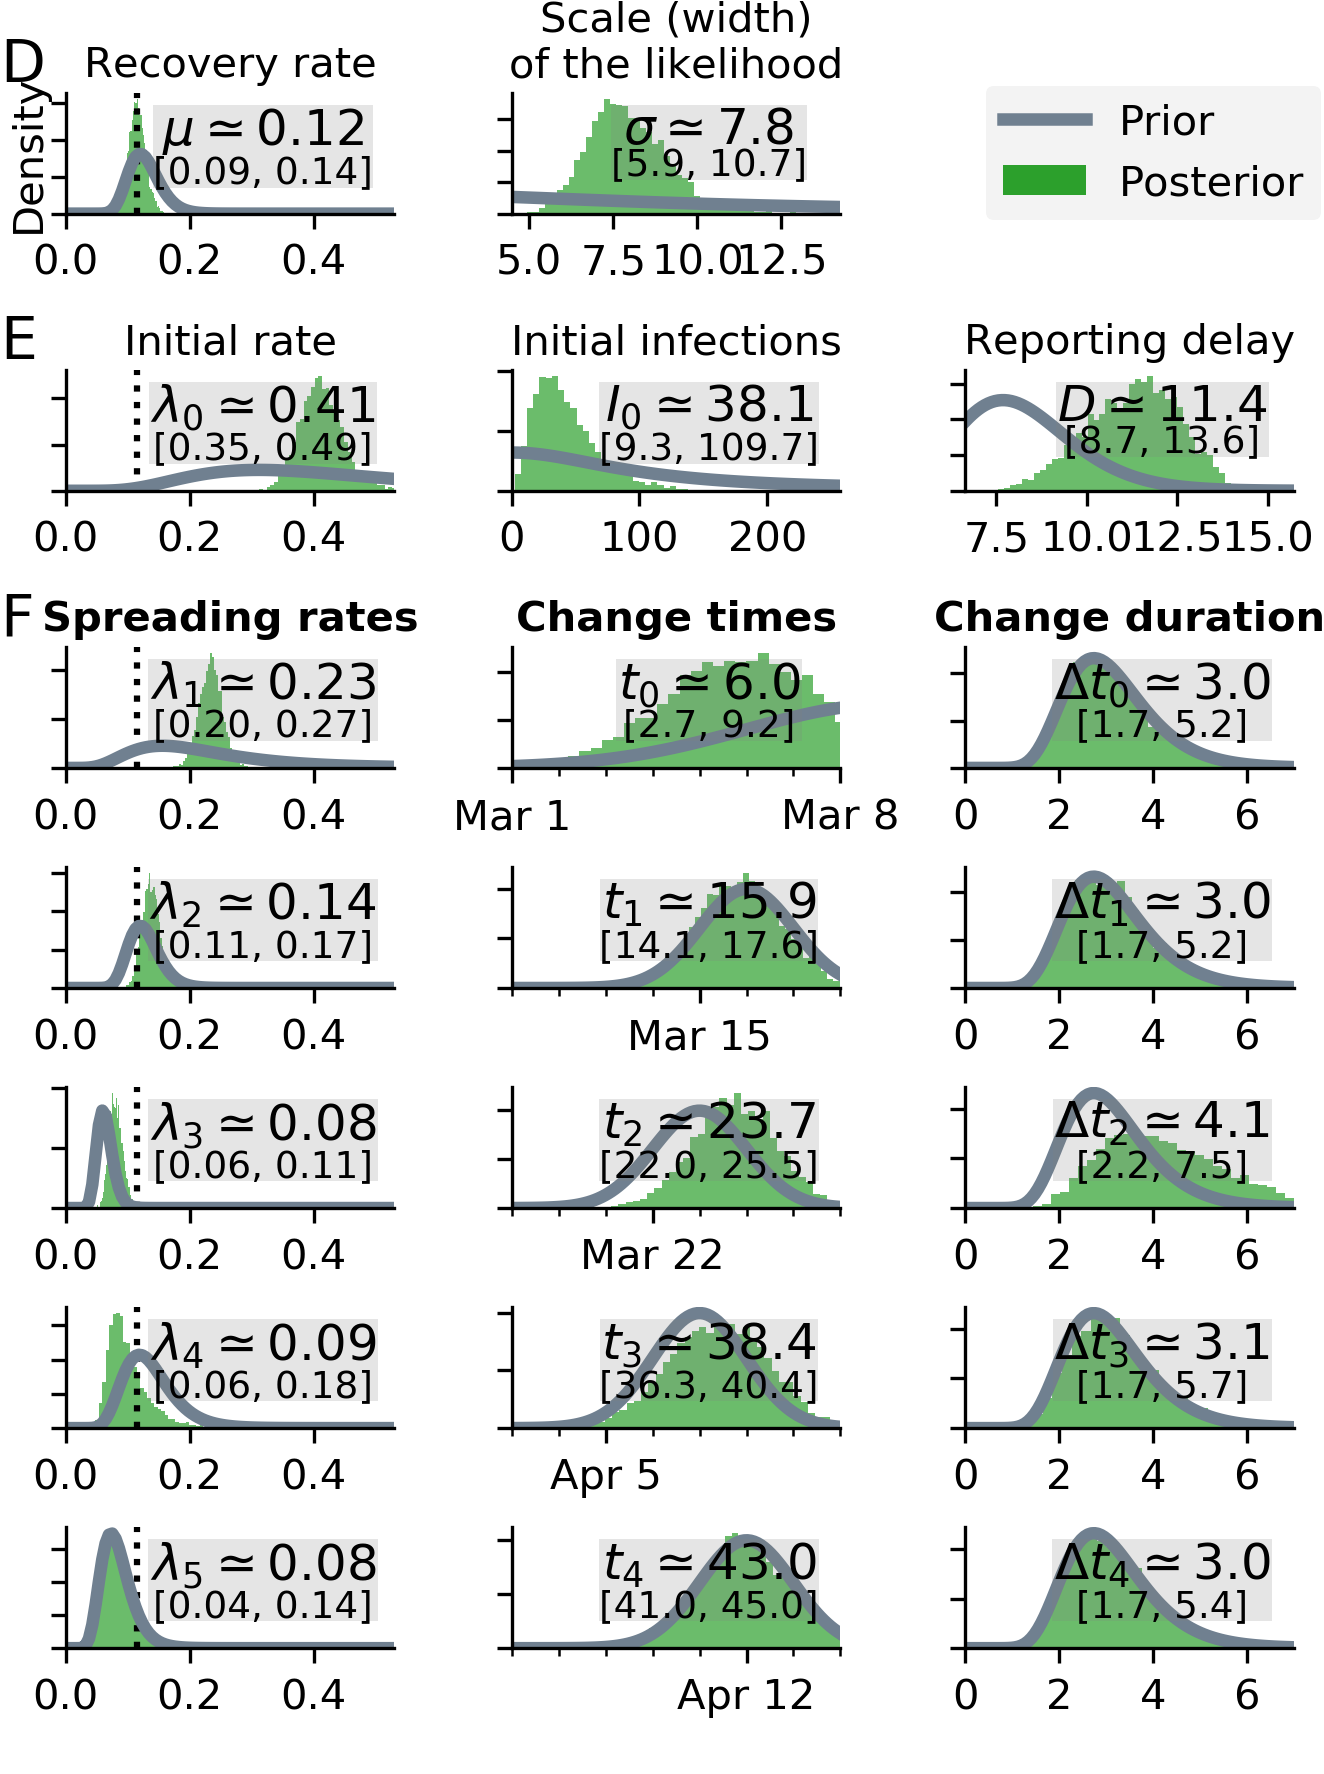 D
Recovery rate
Density
μ ≃ 0.12
[0.09, 0.14]
0.0 0.2 0.4
Scale (width)
of the likelihood
σ ≃ 7.8
[5.9, 10.7]
5.0 7.5 10.0 12.5
Prior
Posterior
E
Initial rate
λ0 ≃ 0.41
[0.35, 0.49]
0.0 0.2 0.4
Initial infections
I0 ≃ 38.1
[9.3, 109.7]
0 100 200
Reporting delay
D ≃ 11.4
[8.7, 13.6]
7.5 10.0 12.5 15.0
F
Spreading rates
Change times
Change duration
λ1 ≃ 0.23
[0.20, 0.27]
0.0 0.2 0.4
t0 ≃ 6.0
[2.7, 9.2]
Mar 1 Mar 8
Δt0 ≃ 3.0
[1.7, 5.2]
0 2 4 6
λ2 ≃ 0.14
[0.11, 0.17]
0.0 0.2 0.4
t1 ≃ 15.9
[14.1, 17.6]
Mar 15
Δt1 ≃ 3.0
[1.7, 5.2]
0 2 4 6
λ3 ≃ 0.08
[0.06, 0.11]
0.0 0.2 0.4
t2 ≃ 23.7
[22.0, 25.5]
Mar 22
Δt2 ≃ 4.1
[2.2, 7.5]
0 2 4 6
λ4 ≃ 0.09
[0.06, 0.18]
0.0 0.2 0.4
t3 ≃ 38.4
[36.3, 40.4]
Apr 5
Δt3 ≃ 3.1
[1.7, 5.7]
0 2 4 6
λ5 ≃ 0.08
[0.04, 0.14]
0.0 0.2 0.4
t4 ≃ 43.0
[41.0, 45.0]
Apr 12
Δt4 ≃ 3.0
[1.7, 5.4]
0 2 4 6